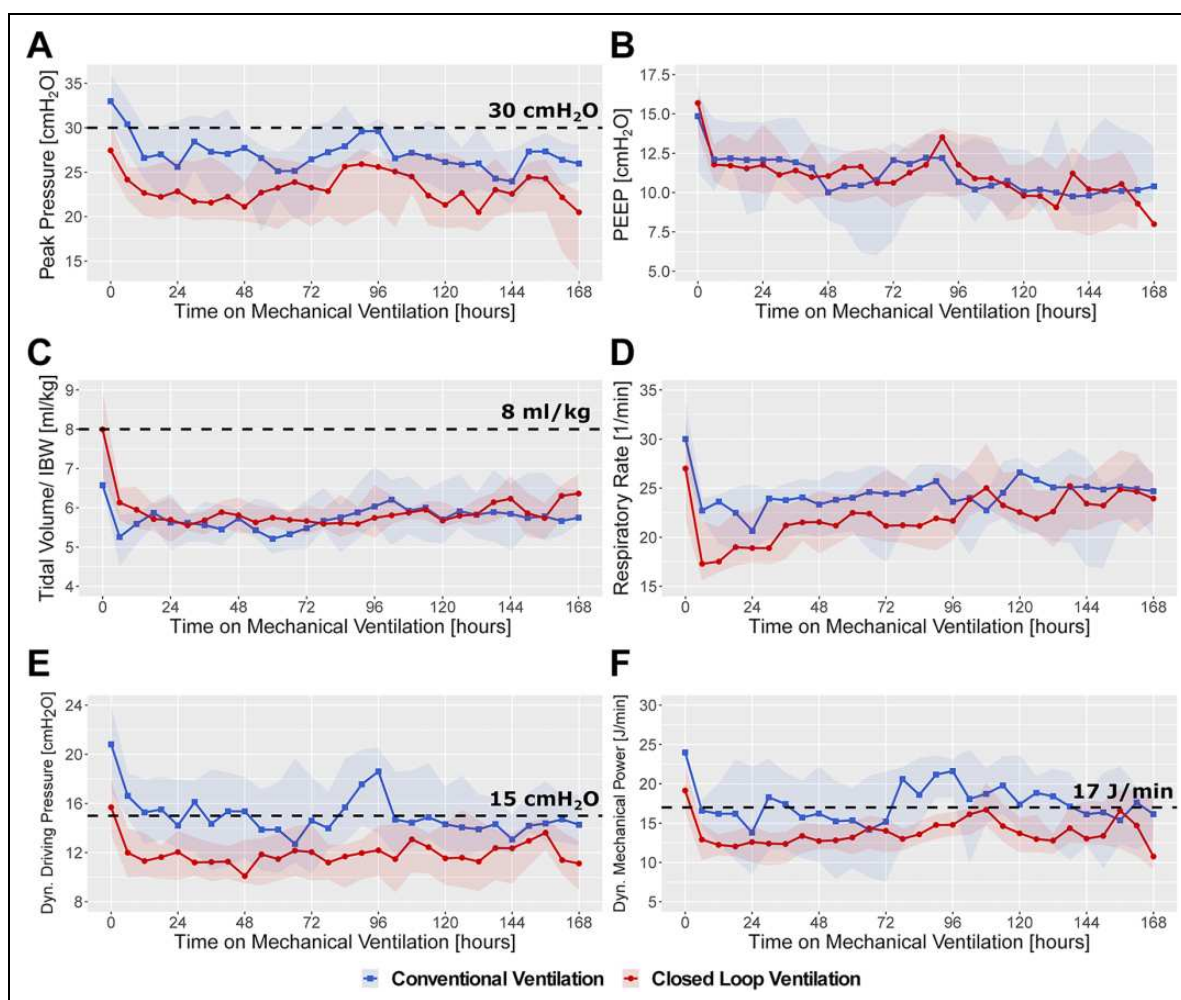 A
Peak Pressure [cmH₂O]
35
30
25
20
15
30 cmH₂O
0 24 48 72 96 120 144 168
Time on Mechanical Ventilation [hours]
B
PEEP [cmH₂O]
17.5
15.0
12.5
10.0
7.5
5.0
0 24 48 72 96 120 144 168
Time on Mechanical Ventilation [hours]
C
Tidal Volume/ IBW [ml/kg]
9
8
7
6
5
4
8 ml/kg
0 24 48 72 96 120 144 168
Time on Mechanical Ventilation [hours]
D
Respiratory Rate [1/min]
35
30
25
20
15
0 24 48 72 96 120 144 168
Time on Mechanical Ventilation [hours]
E
Dyn. Driving Pressure [cmH₂O]
24
20
16
12
8
15 cmH₂O
0 24 48 72 96 120 144 168
Time on Mechanical Ventilation [hours]
F
Dyn. Mechanical Power [J/min]
30
25
20
15
10
5
17 J/min
0 24 48 72 96 120 144 168
Time on Mechanical Ventilation [hours]
Conventional Ventilation Closed Loop Ventilation